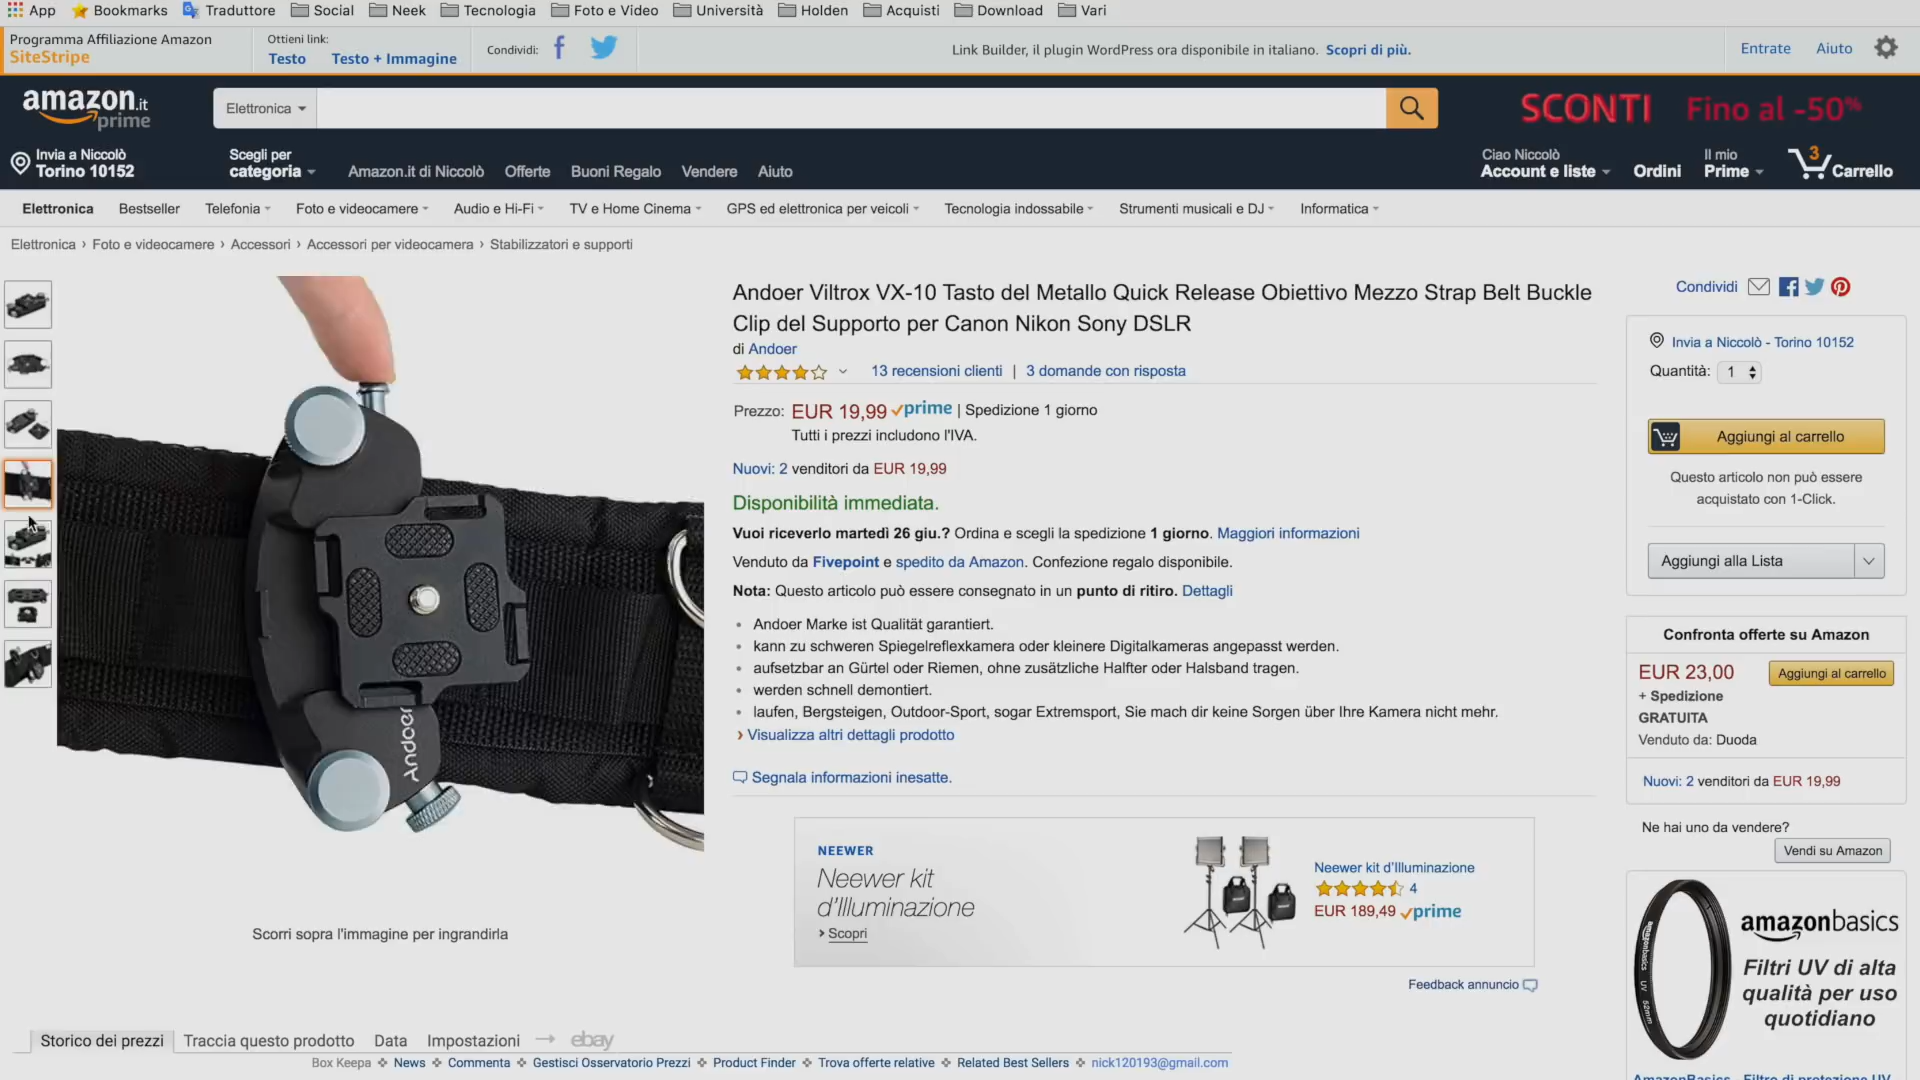 App Bookmarks Traduttore Social Neek Tecnologia Foto e Video Università Holden Acquisti Download Vari
Programma Affiliazione Amazon
SiteStripe
Ottieni link:
Testo Testo + Immagine
Condividi:
Link Builder, il plugin WordPress ora disponibile in italiano. Scopri di più.
Entrate Aiuto
amazon.it
prime
Elettronica
SCONTI Fino al -50%
Invia a Niccolò
Torino 10152
Scegli per
categoria
Amazon.it di Niccolò Offerte Buoni Regalo Vendere Aiuto
Ciao Niccolò
Account e liste
Ordini
Il mio
Prime
3
Carrello
Elettronica Bestseller Telefonia Foto e videocamere Audio e Hi-Fi TV e Home Cinema GPS ed elettronica per veicoli Tecnologia indossabile Strumenti musicali e DJ Informatica
Elettronica › Foto e videocamere › Accessori › Accessori per videocamera › Stabilizzatori e supporti
Andoer
Scorri sopra l'immagine per ingrandirla
Andoer Viltrox VX-10 Tasto del Metallo Quick Release Obiettivo Mezzo Strap Belt Buckle
Clip del Supporto per Canon Nikon Sony DSLR
di Andoer
13 recensioni clienti | 3 domande con risposta
Prezzo: EUR 19,99 prime | Spedizione 1 giorno
Tutti i prezzi includono l'IVA.
Nuovi: 2 venditori da EUR 19,99
Disponibilità immediata.
Vuoi riceverlo martedì 26 giu.? Ordina e scegli la spedizione 1 giorno. Maggiori informazioni
Venduto da Fivepoint e spedito da Amazon. Confezione regalo disponibile.
Nota: Questo articolo può essere consegnato in un punto di ritiro. Dettagli
• Andoer Marke ist Qualität garantiert.
• kann zu schweren Spiegelreflexkamera oder kleinere Digitalkameras angepasst werden.
• aufsetzbar an Gürtel oder Riemen, ohne zusätzliche Halfter oder Halsband tragen.
• werden schnell demontiert.
• laufen, Bergsteigen, Outdoor-Sport, sogar Extremsport, Sie mach dir keine Sorgen über Ihre Kamera nicht mehr.
› Visualizza altri dettagli prodotto
Segnala informazioni inesatte.
NEEWER
Neewer kit
d'Illuminazione
› Scopri
Neewer kit d'Illuminazione
4
EUR 189,49 prime
Feedback annuncio
Condividi
Invia a Niccolò - Torino 10152
Quantità: 1
Aggiungi al carrello
Questo articolo non può essere
acquistato con 1-Click.
Aggiungi alla Lista
Confronta offerte su Amazon
EUR 23,00 Aggiungi al carrello
+ Spedizione
GRATUITA
Venduto da: Duoda
Nuovi: 2 venditori da EUR 19,99
Ne hai uno da vendere?
Vendi su Amazon
amazonbasics UV 52mm
amazonbasics
Filtri UV di alta
qualità per uso
quotidiano
AmazonBasics - Filtro di protezione UV
Storico dei prezzi Traccia questo prodotto Data Impostazioni → ebay
Box Keepa ❖ News ❖ Commenta ❖ Gestisci Osservatorio Prezzi ❖ Product Finder ❖ Trova offerte relative ❖ Related Best Sellers ❖ nick120193@gmail.com